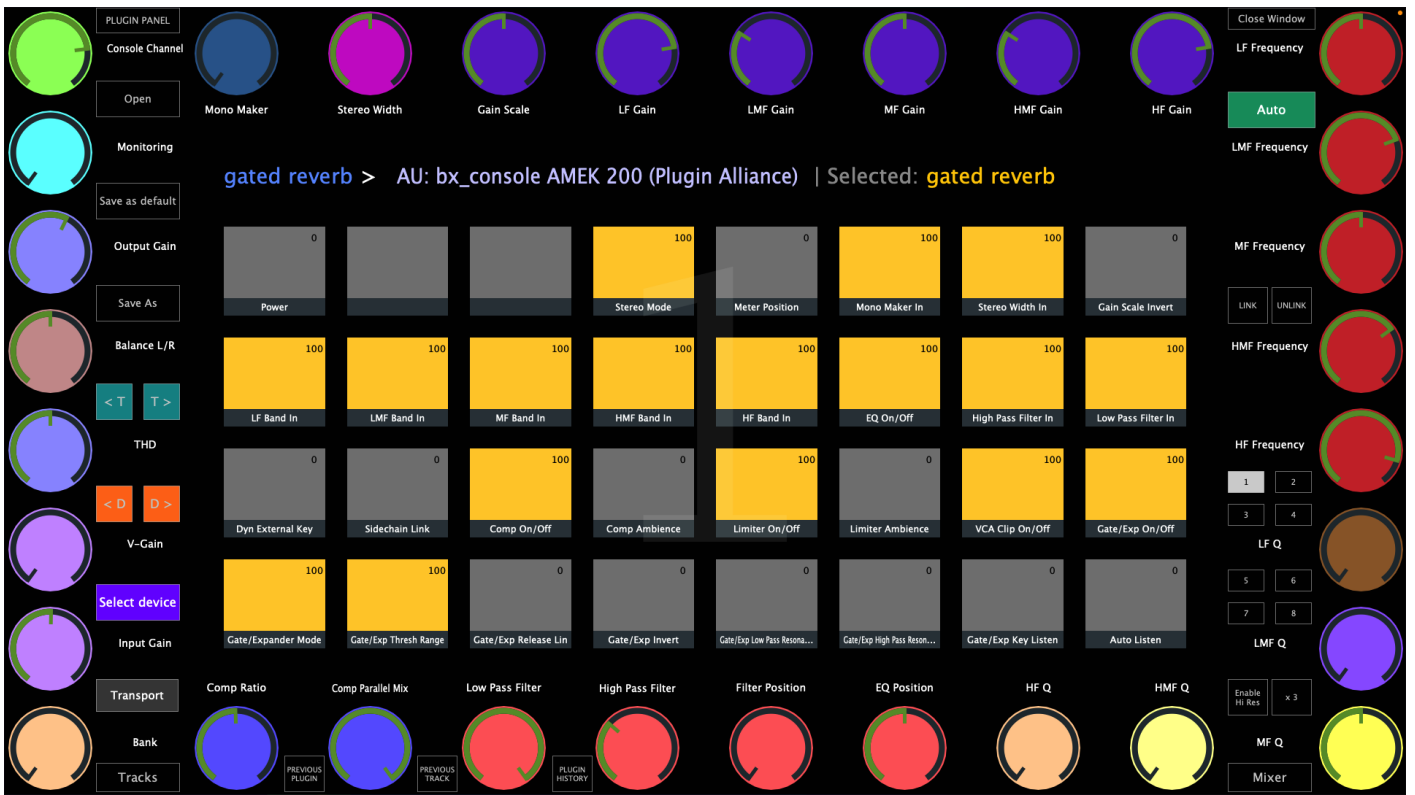 PLUGIN PANEL
Close Window
Console Channel
LF Frequency
Open
Mono Maker
Stereo Width
Gain Scale
LF Gain
LMF Gain
MF Gain
HMF Gain
HF Gain
Auto
Monitoring
LMF Frequency
gated reverb > AU: bx_console AMEK 200 (Plugin Alliance) | Selected: gated reverb
Save as default
Output Gain
MF Frequency
0
100
0
100
100
0
Power
Stereo Mode
Meter Position
Mono Maker In
Stereo Width In
Gain Scale Invert
Save As
LINK
UNLINK
Balance L/R
HMF Frequency
100
100
100
100
100
100
100
100
LF Band In
LMF Band In
MF Band In
HMF Band In
HF Band In
EQ On/Off
High Pass Filter In
Low Pass Filter In
< T
T >
THD
HF Frequency
0
0
100
0
100
0
100
100
Dyn External Key
Sidechain Link
Comp On/Off
Comp Ambience
Limiter On/Off
Limiter Ambience
VCA Clip On/Off
Gate/Exp On/Off
1
1
2
< D
D >
3
4
V-Gain
LF Q
100
100
0
0
0
0
0
0
Gate/Expander Mode
Gate/Exp Thresh Range
Gate/Exp Release Lin
Gate/Exp Invert
Gate/Exp Low Pass Resona...
Gate/Exp High Pass Reson...
Gate/Exp Key Listen
Auto Listen
5
6
Select device
7
8
Input Gain
LMF Q
Transport
Comp Ratio
Comp Parallel Mix
Low Pass Filter
High Pass Filter
Filter Position
EQ Position
HF Q
HMF Q
Enable
Hi Res
x 3
Bank
MF Q
Tracks
PREVIOUS
PLUGIN
PREVIOUS
TRACK
PLUGIN
HISTORY
Mixer